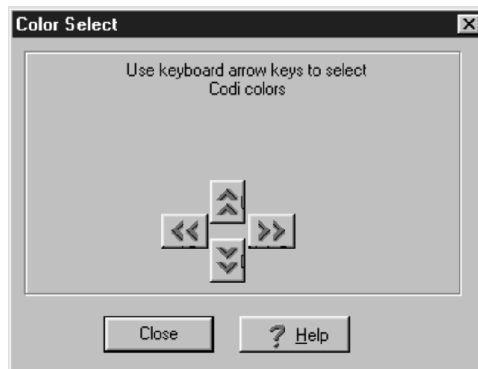 Color Select
Use keyboard arrow keys to select
Codi colors
Close
? Help